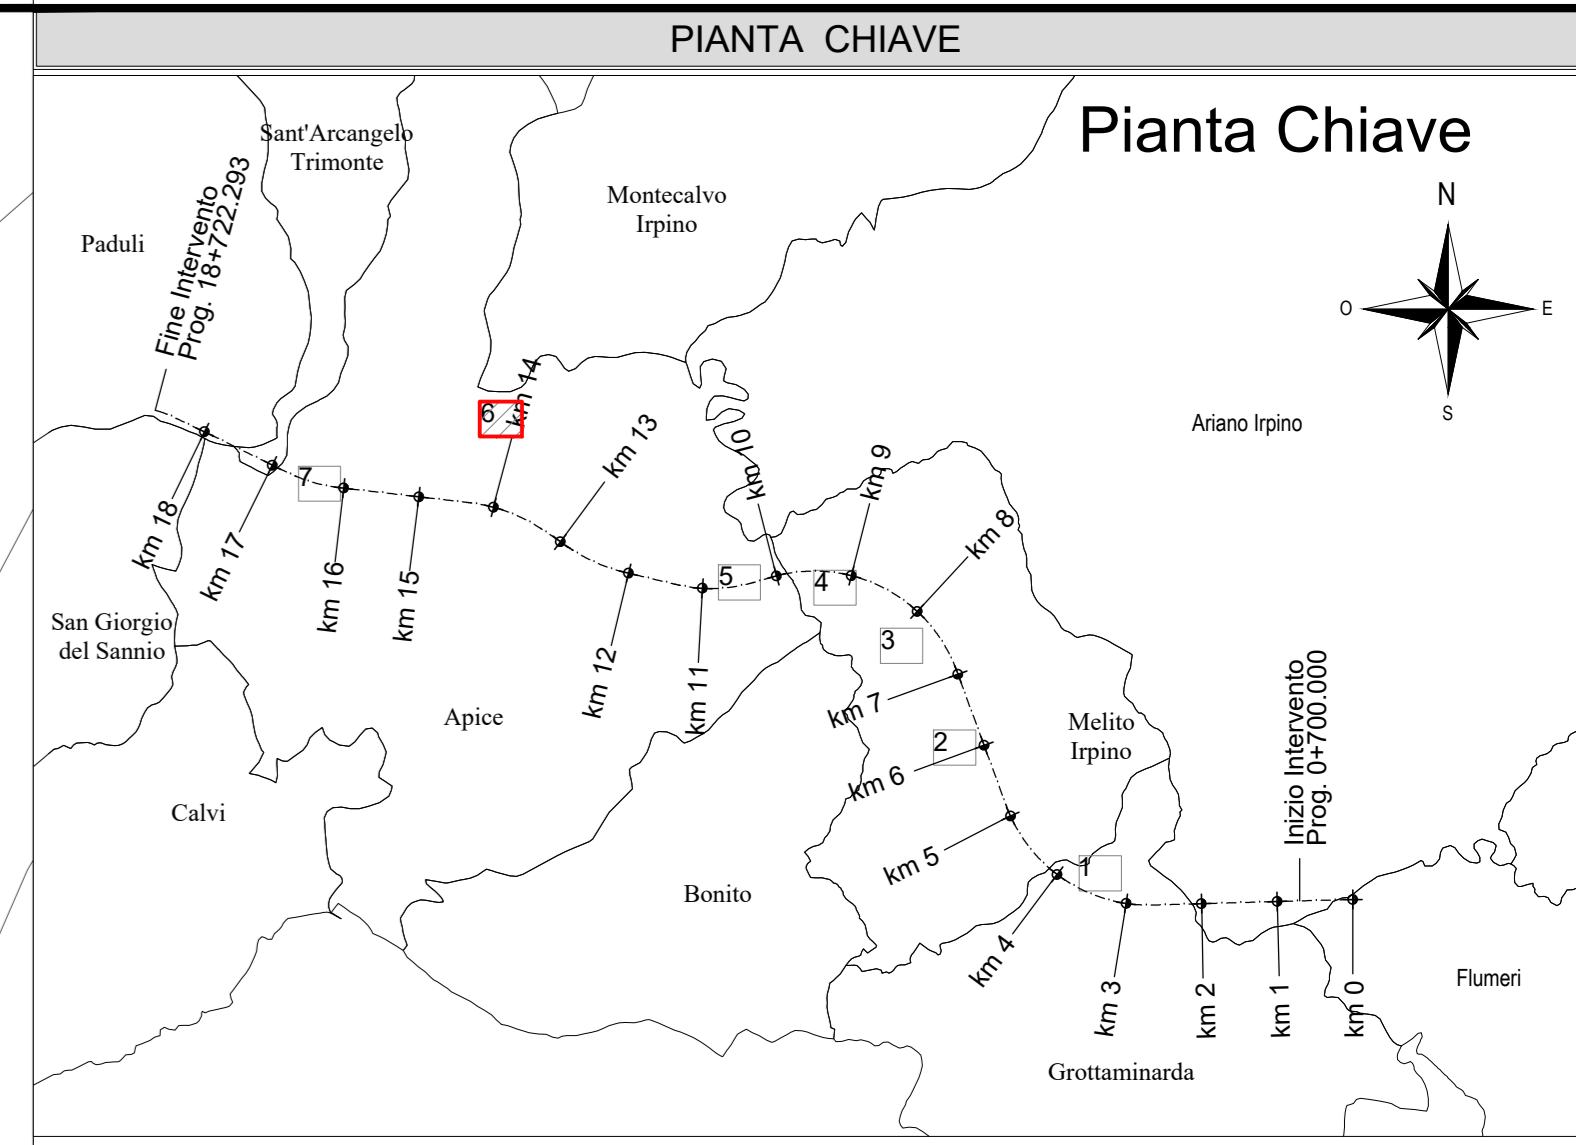 PIANTA CHIAVE
Pianta Chiave
Sant'Arcangelo
Trimonte
Montecalvo
Irpino
Paduli
Fine Intervento
Prog. 18+722.293
N
O
E
S
Ariano Irpino
6
km 14
km 13
km 10
km 9
km 8
7
km 18
km 17
km 16
km 15
5
4
3
San Giorgio
del Sannio
km 12
km 11
Apice
km 7
2
km 6
Melito
Irpino
Inizio Intervento
Prog. 0+700.000
Calvi
km 5
1
Bonito
km 4
km 3
km 2
km 1
km 0
Flumeri
Grottaminarda